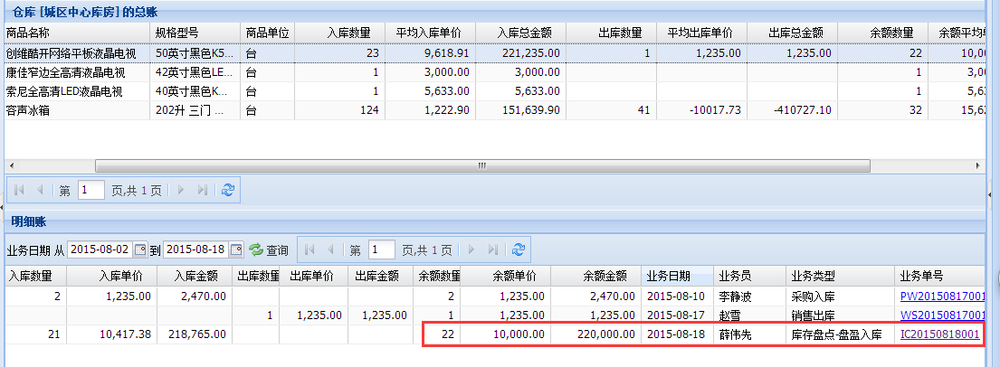 仓库 [城区中心库房] 的总账
商品名称 规格型号 商品单位 入库数量 平均入库单价 入库总金额 出库数量 平均出库单价 出库总金额 余额数量 余额平均单
创维酷开网络平板液晶电视 50英寸黑色K5... 台 23 9,618.91 221,235.00 1 1,235.00 1,235.00 22 10,00
康佳窄边全高清液晶电视 42英寸黑色LE... 台 1 3,000.00 3,000.00 1 3,00
索尼全高清LED液晶电视 40英寸黑色K... 台 1 5,633.00 5,633.00 1 5,63
容声冰箱 202升 三门 ... 台 124 1,222.90 151,639.90 41 -10017.73 -410727.10 32 15,62
第 1 页,共 1 页
明细账
业务日期 从 2015-08-02 到 2015-08-18 查询 第 1 页,共 1 页
入库数量 入库单价 入库金额 出库数量 出库单价 出库金额 余额数量 余额单价 余额金额 业务日期 业务员 业务类型 业务单号
2 1,235.00 2,470.00 2 1,235.00 2,470.00 2015-08-10 李静波 采购入库 PW20150817001
1 1,235.00 1,235.00 1 1,235.00 1,235.00 2015-08-17 赵雪 销售出库 WS20150817001
21 10,417.38 218,765.00 22 10,000.00 220,000.00 2015-08-18 薛伟先 库存盘点-盘盈入库 IC20150818001